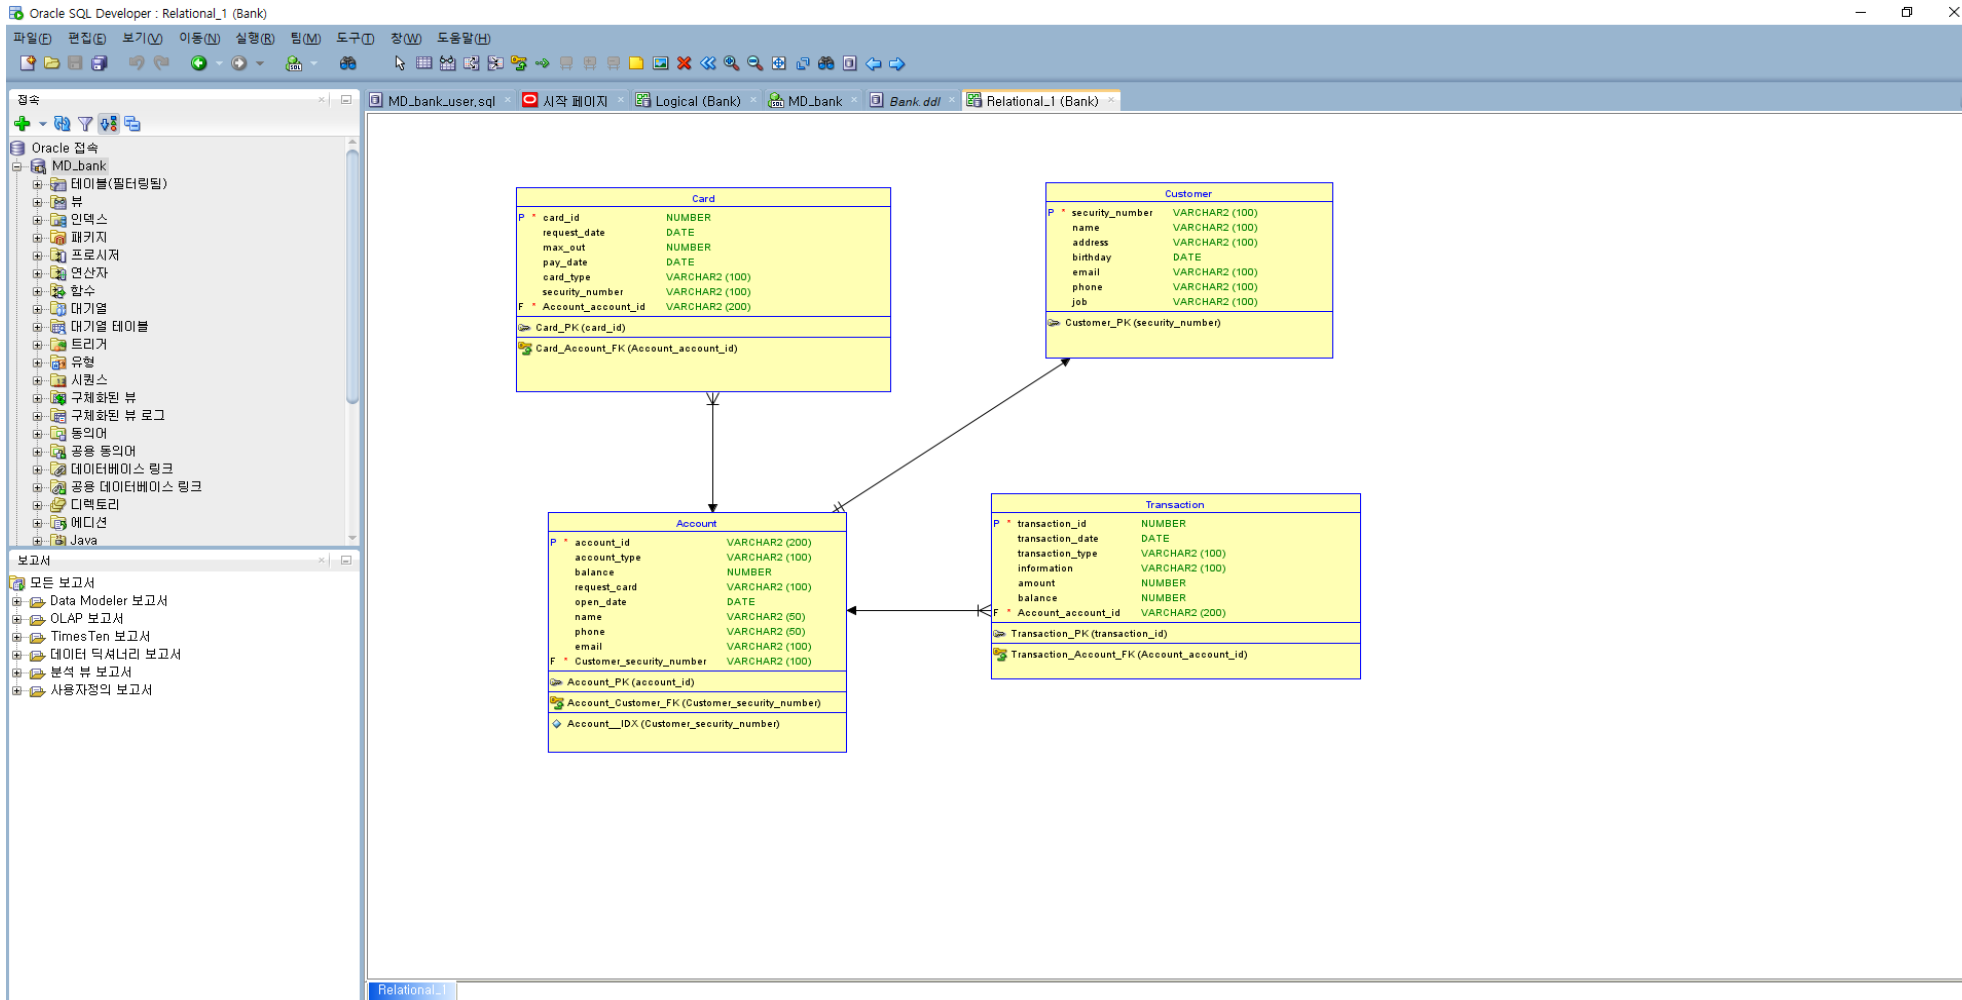 Oracle SQL Developer : Relational_1 (Bank)
파일(F) 편집(E) 보기(V) 이동(N) 실행(R) 팀(M) 도구(T) 창(W) 도움말(H)
접속
MD_bank_user.sql 시작 페이지 Logical (Bank) MD_bank Bank.ddl Relational_1 (Bank)
Oracle 접속
MD_bank
테이블(필터링됨)
뷰
인덱스
패키지
프로시저
연산자
함수
대기열
대기열 테이블
트리거
유형
시퀀스
구체화된 뷰
구체화된 뷰 로그
동의어
공용 동의어
데이터베이스 링크
공용 데이터베이스 링크
디렉토리
에디션
Java
보고서
모든 보고서
Data Modeler 보고서
OLAP 보고서
TimesTen 보고서
데이터 딕셔너리 보고서
분석 뷰 보고서
사용자정의 보고서
Card
P * card_id NUMBER
request_date DATE
max_out NUMBER
pay_date DATE
card_type VARCHAR2 (100)
security_number VARCHAR2 (100)
F * Account_account_id VARCHAR2 (200)
Card_PK (card_id)
Card_Account_FK (Account_account_id)
Customer
P * security_number VARCHAR2 (100)
name VARCHAR2 (100)
address VARCHAR2 (100)
birthday DATE
email VARCHAR2 (100)
phone VARCHAR2 (100)
job VARCHAR2 (100)
Customer_PK (security_number)
Account
P * account_id VARCHAR2 (200)
account_type VARCHAR2 (100)
balance NUMBER
request_card VARCHAR2 (100)
open_date DATE
name VARCHAR2 (50)
phone VARCHAR2 (50)
email VARCHAR2 (100)
F * Customer_security_number VARCHAR2 (100)
Account_PK (account_id)
Account_Customer_FK (Customer_security_number)
Account__IDX (Customer_security_number)
Transaction
P * transaction_id NUMBER
transaction_date DATE
transaction_type VARCHAR2 (100)
information VARCHAR2 (100)
amount NUMBER
balance NUMBER
F * Account_account_id VARCHAR2 (200)
Transaction_PK (transaction_id)
Transaction_Account_FK (Account_account_id)
Relational_1